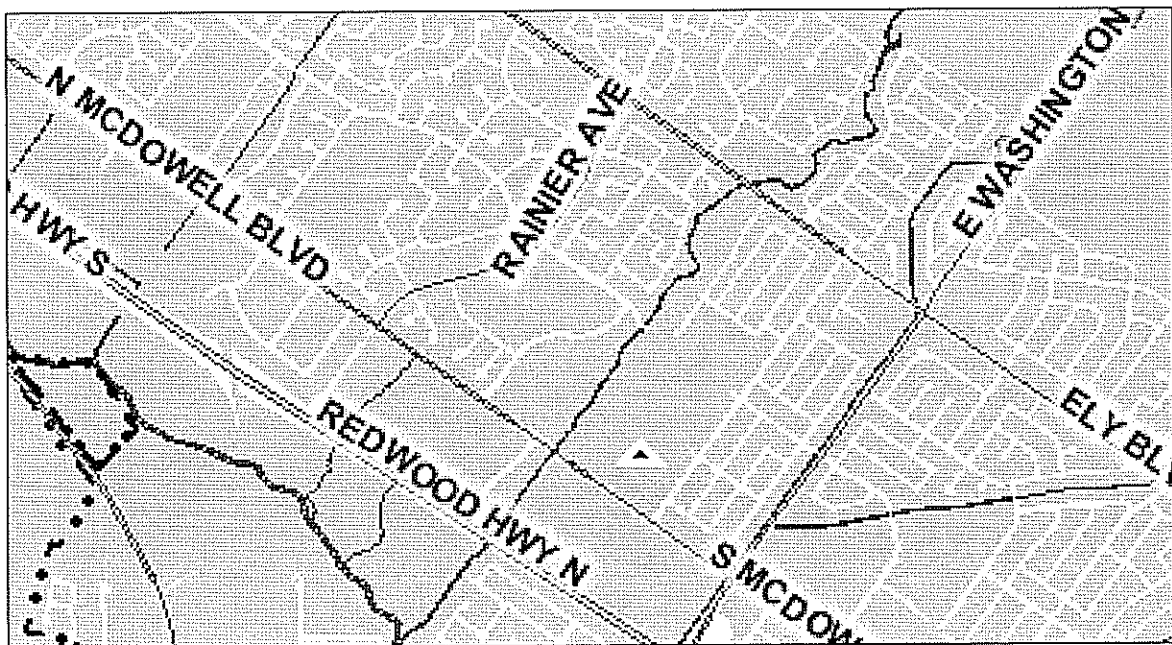 E WASHINGTON
N MCDOWELL BLVD
RAINIER AVE
HWY S
REDWOOD HWY N
ELY BL
S MCDOW